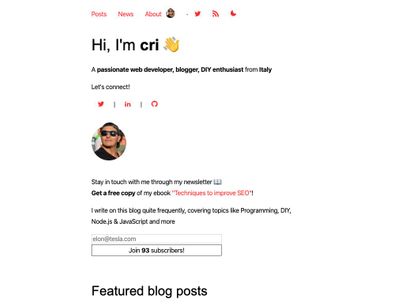 Posts News About -
Hi, I'm cri 👋
A passionate web developer, blogger, DIY enthusiast from Italy
Let's connect!
| |
Stay in touch with me through my newsletter 📖
Get a free copy of my ebook "Techniques to improve SEO"!
I write on this blog quite frequently, covering topics like Programming, DIY,
Node.js & JavaScript and more
elon@tesla.com
Join 93 subscribers!
Featured blog posts